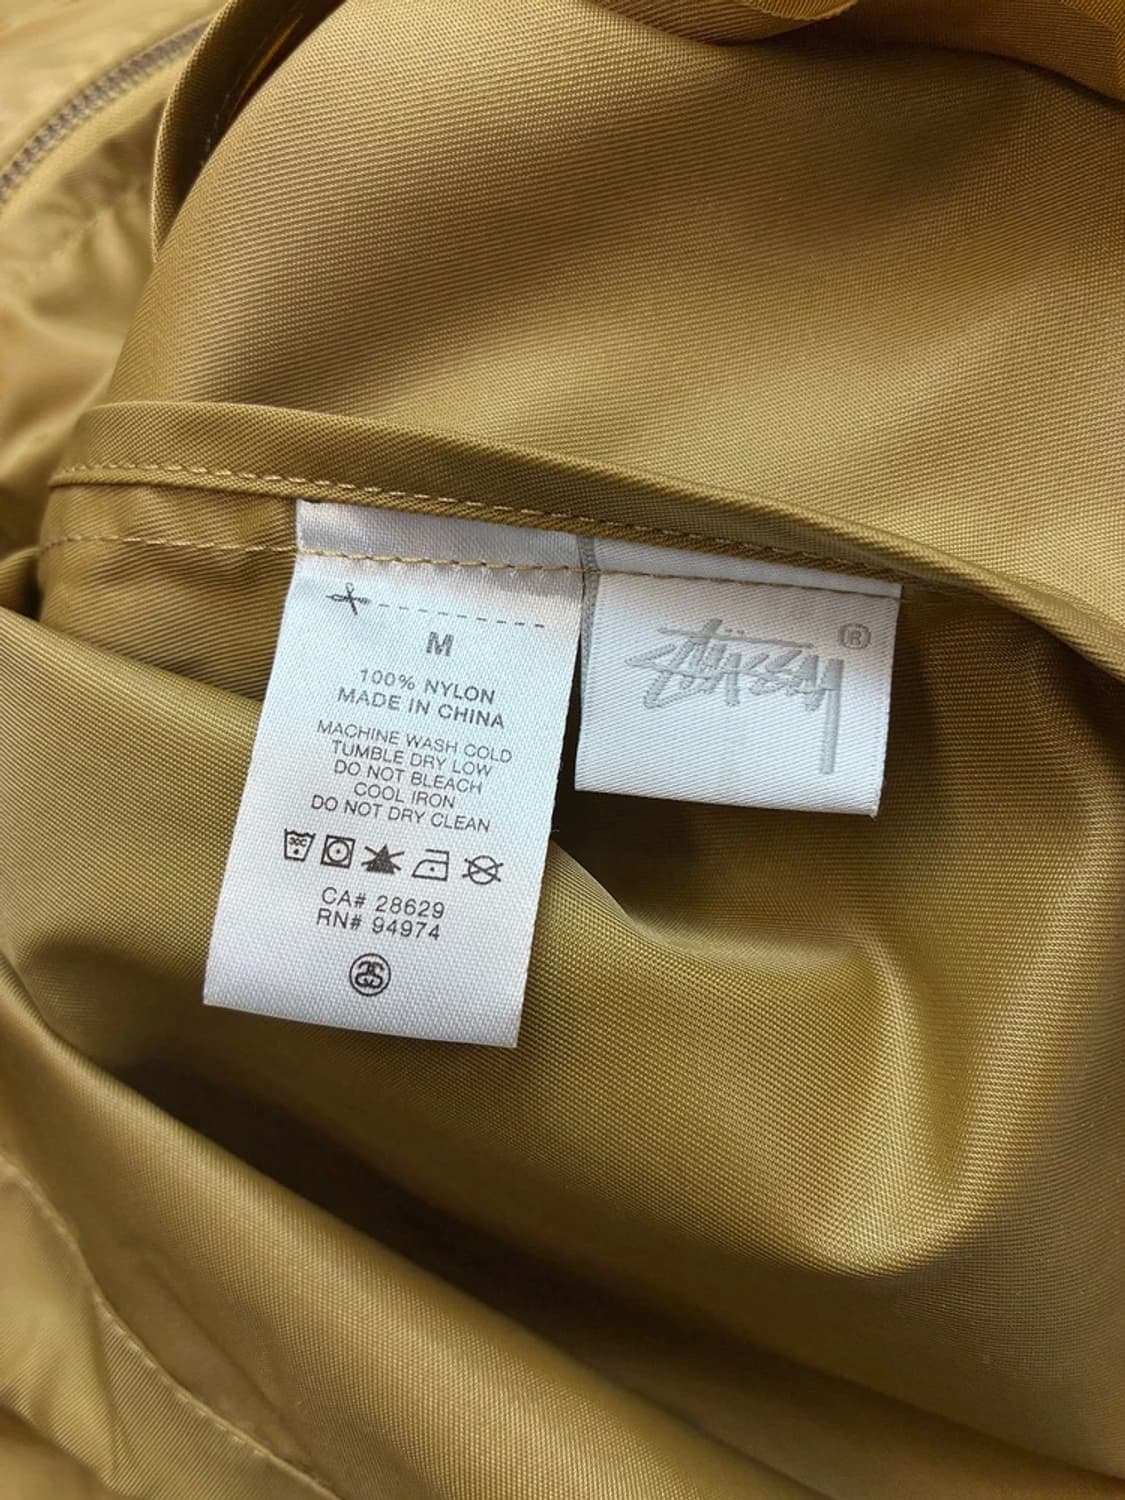 M
100% NYLON
MADE IN CHINA
MACHINE WASH COLD
TUMBLE DRY LOW
DO NOT BLEACH
COOL IRON
DO NOT DRY CLEAN
30C
CA# 28629
RN# 94974
STÜSSY ®